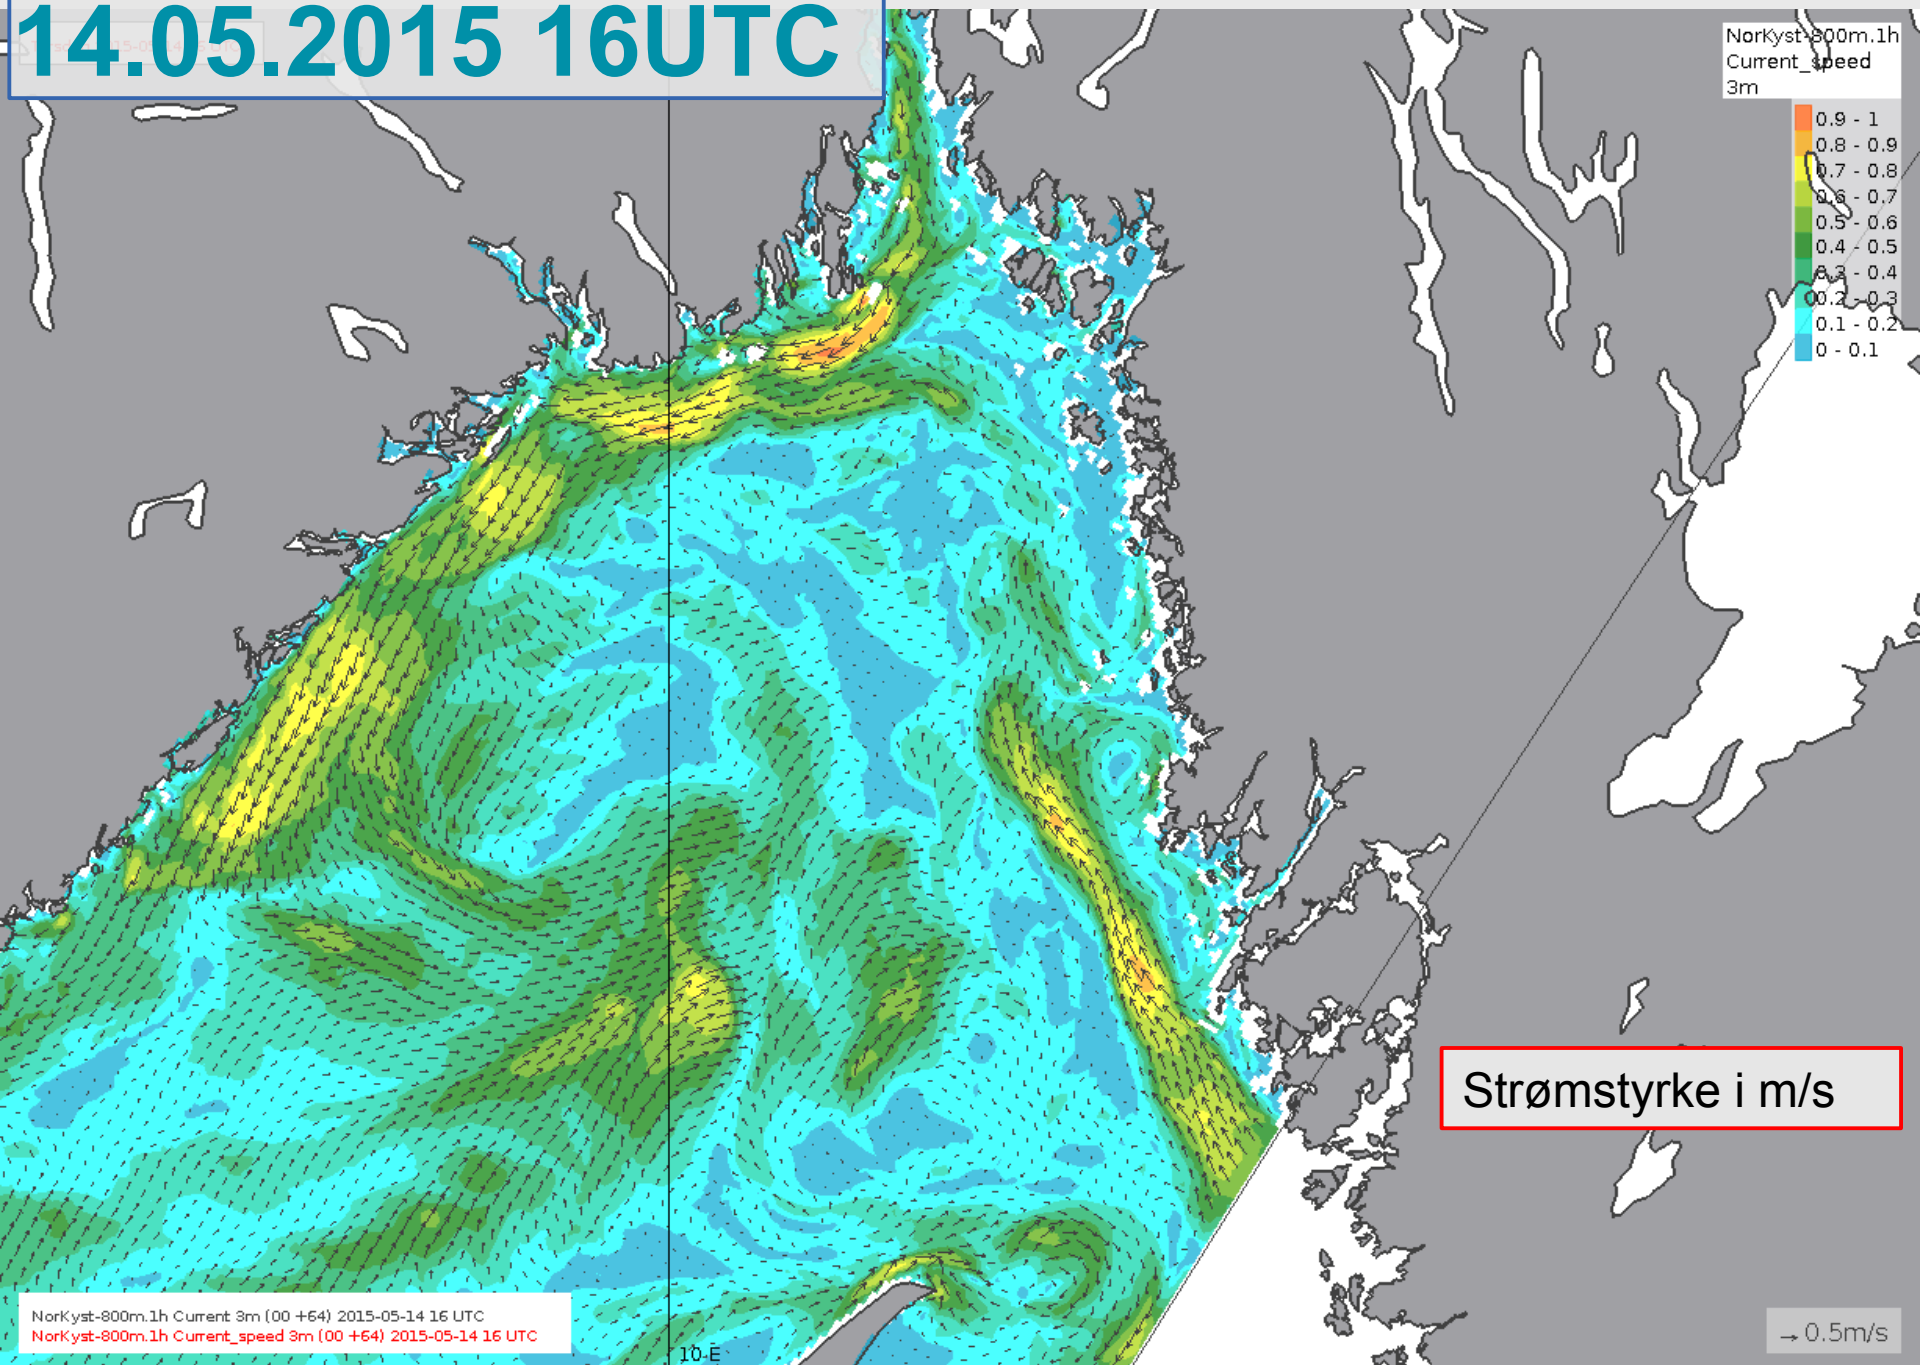 14.05.2015 16UTC
NorKyst-800m.1h
Current_speed
3m
0.9 - 1
0.8 - 0.9
0.7 - 0.8
0.6 - 0.7
0.5 - 0.6
0.4 - 0.5
0.3 - 0.4
0.2 - 0.3
0.1 - 0.2
0 - 0.1
Strømstyrke i m/s
NorKyst-800m.1h Current 3m (00 +64) 2015-05-14 16 UTC
NorKyst-800m.1h Current_speed 3m (00 +64) 2015-05-14 16 UTC
10 E
→ 0.5m/s